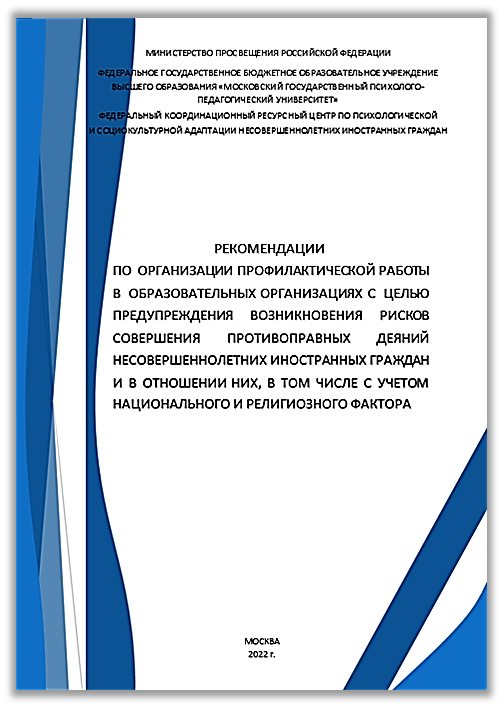 МИНИСТЕРСТВО ПРОСВЕЩЕНИЯ РОССИЙСКОЙ ФЕДЕРАЦИИ
ФЕДЕРАЛЬНОЕ ГОСУДАРСТВЕННОЕ БЮДЖЕТНОЕ ОБРАЗОВАТЕЛЬНОЕ УЧРЕЖДЕНИЕ
ВЫСШЕГО ОБРАЗОВАНИЯ «МОСКОВСКИЙ ГОСУДАРСТВЕННЫЙ ПСИХОЛОГО-
ПЕДАГОГИЧЕСКИЙ УНИВЕРСИТЕТ»
ФЕДЕРАЛЬНЫЙ КООРДИНАЦИОННЫЙ РЕСУРСНЫЙ ЦЕНТР ПО ПСИХОЛОГИЧЕСКОЙ
И СОЦИОКУЛЬТУРНОЙ АДАПТАЦИИ НЕСОВЕРШЕННОЛЕТНИХ ИНОСТРАННЫХ ГРАЖДАН
РЕКОМЕНДАЦИИ
ПО ОРГАНИЗАЦИИ ПРОФИЛАКТИЧЕСКОЙ РАБОТЫ
В ОБРАЗОВАТЕЛЬНЫХ ОРГАНИЗАЦИЯХ С ЦЕЛЬЮ
ПРЕДУПРЕЖДЕНИЯ ВОЗНИКНОВЕНИЯ РИСКОВ
СОВЕРШЕНИЯ ПРОТИВОПРАВНЫХ ДЕЯНИЙ
НЕСОВЕРШЕННОЛЕТНИХ ИНОСТРАННЫХ ГРАЖДАН
И В ОТНОШЕНИИ НИХ, В ТОМ ЧИСЛЕ С УЧЕТОМ
НАЦИОНАЛЬНОГО И РЕЛИГИОЗНОГО ФАКТОРА
МОСКВА
2022 г.